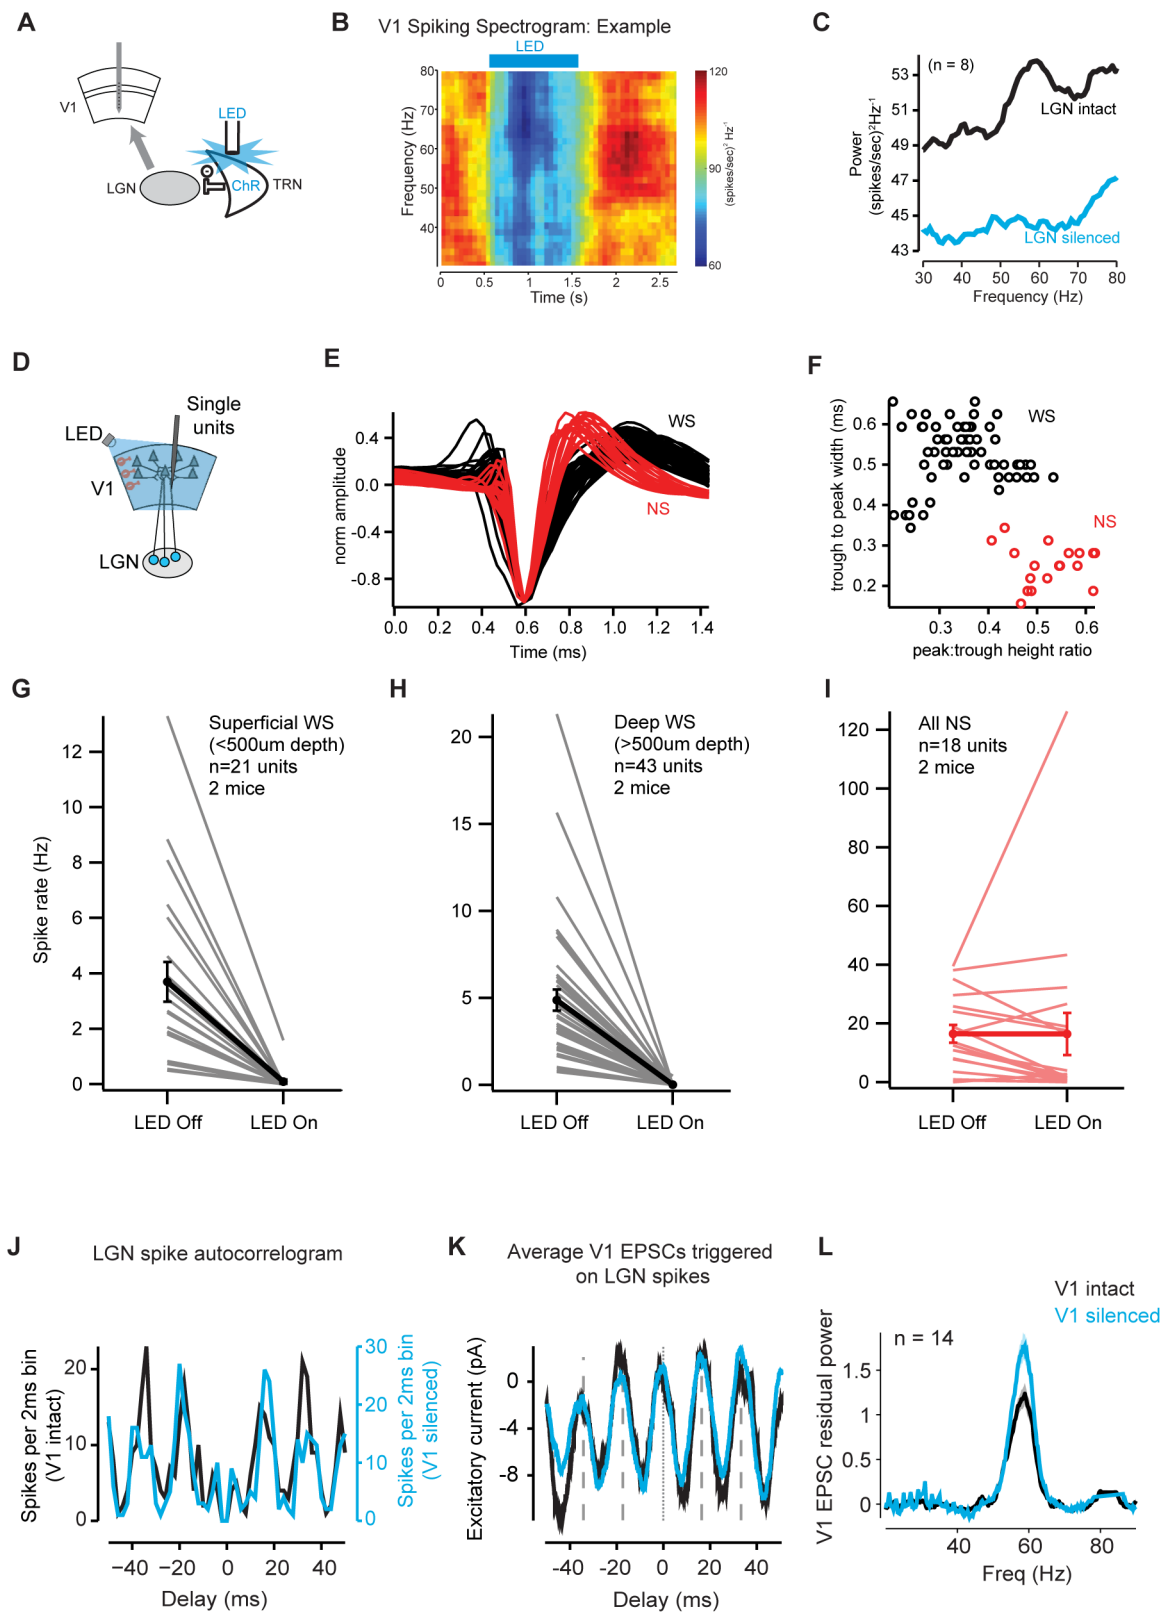 A
V1
LED
LGN
ChR
TRN
B
V1 Spiking Spectrogram: Example
LED
80
70
60
50
40
Frequency (Hz)
0
0.5
1
1.5
2
2.5
Time (s)
120
90
60
(spikes/sec)² Hz⁻¹
C
(n = 8)
53
51
49
47
45
43
Power
(spikes/sec)²Hz⁻¹
LGN intact
LGN silenced
30
40
50
60
70
80
Frequency (Hz)
D
Single
units
LED
V1
LGN
E
0.4
0.0
-0.4
-0.8
norm amplitude
WS
NS
0.0
0.2
0.4
0.6
0.8
1.0
1.2
1.4
Time (ms)
F
0.6
0.5
0.4
0.3
0.2
trough to peak width (ms)
WS
NS
0.3
0.4
0.5
0.6
peak:trough height ratio
G
Superficial WS
(<500um depth)
n=21 units
2 mice
12
10
8
6
4
2
0
Spike rate (Hz)
LED Off
LED On
H
Deep WS
(>500um depth)
n=43 units
2 mice
20
15
10
5
0
LED Off
LED On
I
All NS
n=18 units
2 mice
120
100
80
60
40
20
0
LED Off
LED On
J
LGN spike autocorrelogram
20
10
0
Spikes per 2ms bin
(V1 intact)
30
20
10
0
Spikes per 2ms bin
(V1 silenced)
−40
−20
0
20
40
Delay (ms)
K
Average V1 EPSCs triggered
on LGN spikes
0
-4
-8
Excitatory current (pA)
-40
-20
0
20
40
Delay (ms)
L
V1 intact
V1 silenced
n = 14
1.5
1
0.5
0
V1 EPSC residual power
40
60
80
Freq (Hz)